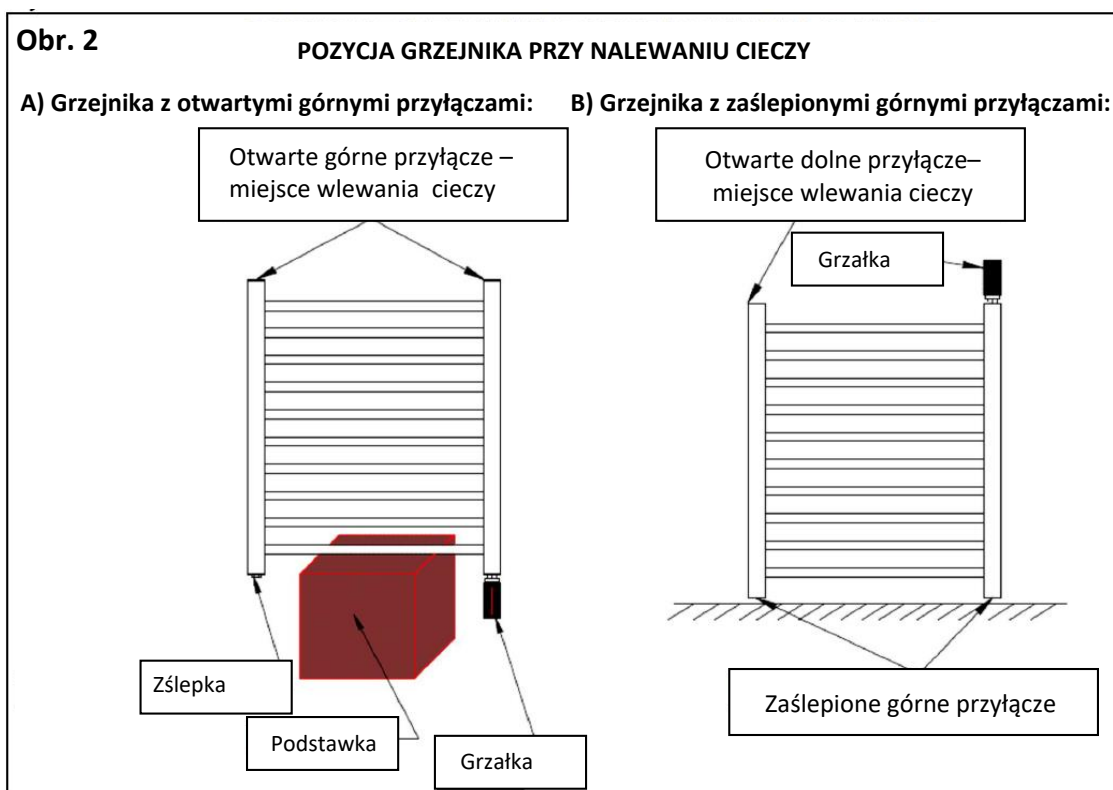 Obr. 2
POZYCJA GRZEJNIKA PRZY NALEWANIU CIECZY
A) Grzejnika z otwartymi górnymi przyłączami:
B) Grzejnika z zaślepionymi górnymi przyłączami:
Otwarte górne przyłącze –
miejsce wlewania cieczy
Otwarte dolne przyłącze–
miejsce wlewania cieczy
Grzałka
Zślepka
Podstawka
Grzałka
Zaślepione górne przyłącze